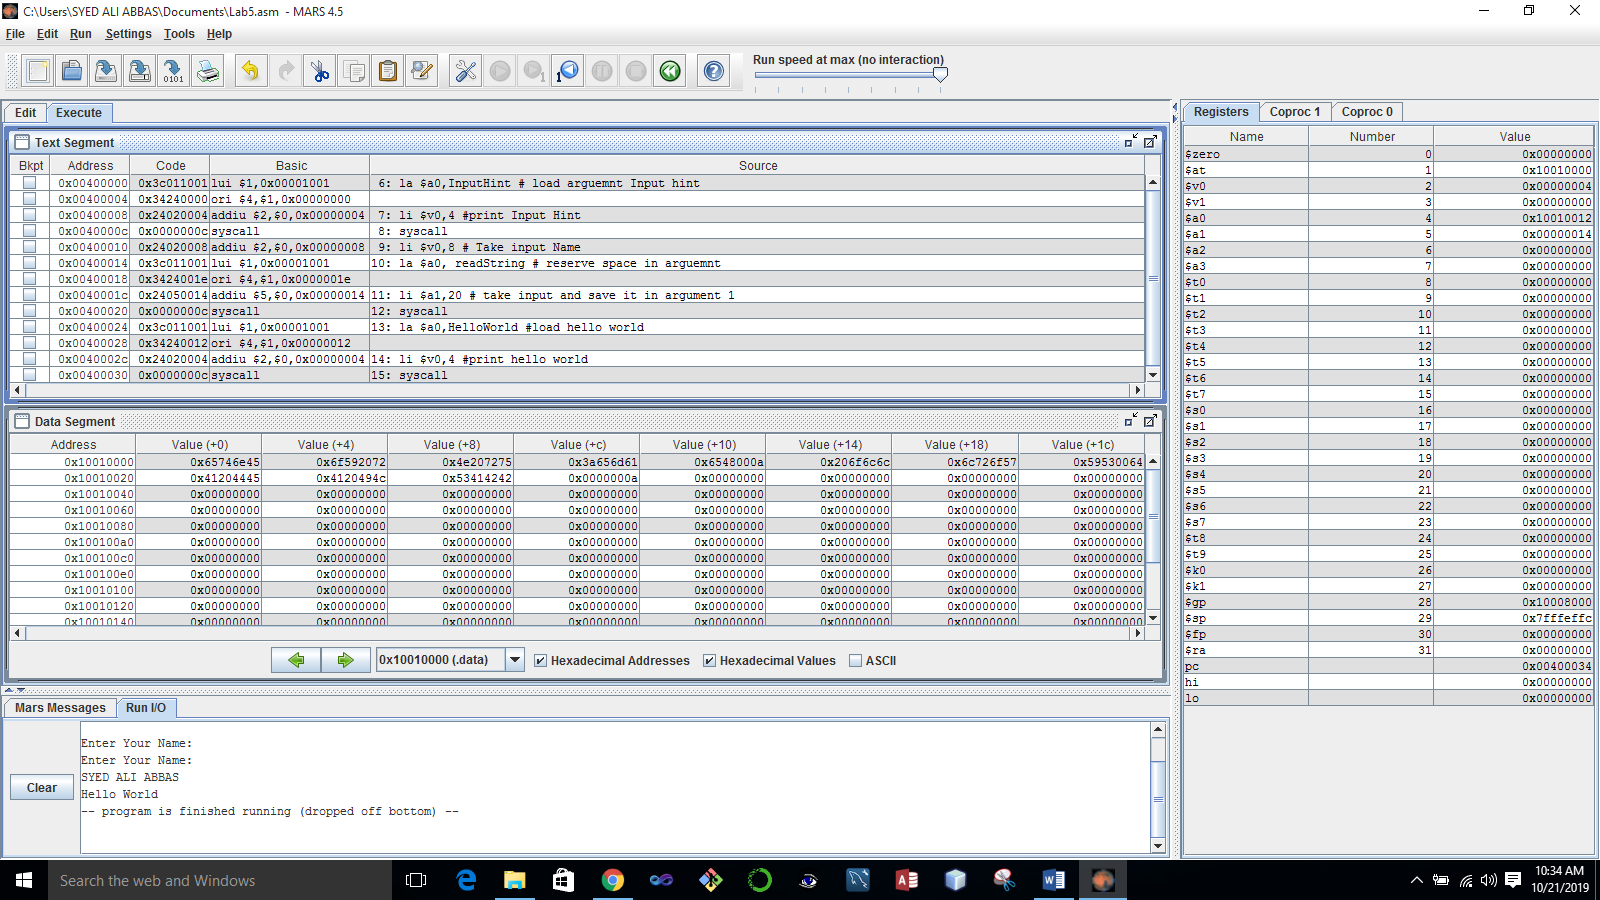 C:\Users\SYED ALI ABBAS\Documents\Lab5.asm - MARS 4.5
File Edit Run Settings Tools Help
Run speed at max (no interaction)
Edit Execute
Text Segment
Bkpt Address Code Basic Source
0x00400000 0x3c011001 lui $1,0x00001001 6: la $a0,InputHint # load arguemnt Input hint
0x00400004 0x34240000 ori $4,$1,0x00000000
0x00400008 0x24020004 addiu $2,$0,0x00000004 7: li $v0,4 #print Input Hint
0x0040000c 0x0000000c syscall 8: syscall
0x00400010 0x24020008 addiu $2,$0,0x00000008 9: li $v0,8 # Take input Name
0x00400014 0x3c011001 lui $1,0x00001001 10: la $a0, readString # reserve space in arguemnt
0x00400018 0x3424001e ori $4,$1,0x0000001e
0x0040001c 0x24050014 addiu $5,$0,0x00000014 11: li $a1,20 # take input and save it in argument 1
0x00400020 0x0000000c syscall 12: syscall
0x00400024 0x3c011001 lui $1,0x00001001 13: la $a0,HelloWorld #load hello world
0x00400028 0x34240012 ori $4,$1,0x00000012
0x0040002c 0x24020004 addiu $2,$0,0x00000004 14: li $v0,4 #print hello world
0x00400030 0x0000000c syscall 15: syscall
Data Segment
Address Value (+0) Value (+4) Value (+8) Value (+c) Value (+10) Value (+14) Value (+18) Value (+1c)
0x10010000 0x65746e45 0x6f592072 0x4e207275 0x3a656d61 0x6548000a 0x206f6c6c 0x6c726f57 0x59530064
0x10010020 0x41204445 0x4120494c 0x53414242 0x0000000a 0x00000000 0x00000000 0x00000000 0x00000000
0x10010040 0x00000000 0x00000000 0x00000000 0x00000000 0x00000000 0x00000000 0x00000000 0x00000000
0x10010060 0x00000000 0x00000000 0x00000000 0x00000000 0x00000000 0x00000000 0x00000000 0x00000000
0x10010080 0x00000000 0x00000000 0x00000000 0x00000000 0x00000000 0x00000000 0x00000000 0x00000000
0x100100a0 0x00000000 0x00000000 0x00000000 0x00000000 0x00000000 0x00000000 0x00000000 0x00000000
0x100100c0 0x00000000 0x00000000 0x00000000 0x00000000 0x00000000 0x00000000 0x00000000 0x00000000
0x100100e0 0x00000000 0x00000000 0x00000000 0x00000000 0x00000000 0x00000000 0x00000000 0x00000000
0x10010100 0x00000000 0x00000000 0x00000000 0x00000000 0x00000000 0x00000000 0x00000000 0x00000000
0x10010120 0x00000000 0x00000000 0x00000000 0x00000000 0x00000000 0x00000000 0x00000000 0x00000000
0x10010140 0x00000000 0x00000000 0x00000000 0x00000000 0x00000000 0x00000000 0x00000000 0x00000000
0x10010000 (.data) Hexadecimal Addresses Hexadecimal Values ASCII
Mars Messages Run I/O
Clear
Enter Your Name:
Enter Your Name:
SYED ALI ABBAS
Hello World
-- program is finished running (dropped off bottom) --
Registers Coproc 1 Coproc 0
Name Number Value
$zero 0 0x00000000
$at 1 0x10010000
$v0 2 0x00000004
$v1 3 0x00000000
$a0 4 0x10010012
$a1 5 0x00000014
$a2 6 0x00000000
$a3 7 0x00000000
$t0 8 0x00000000
$t1 9 0x00000000
$t2 10 0x00000000
$t3 11 0x00000000
$t4 12 0x00000000
$t5 13 0x00000000
$t6 14 0x00000000
$t7 15 0x00000000
$s0 16 0x00000000
$s1 17 0x00000000
$s2 18 0x00000000
$s3 19 0x00000000
$s4 20 0x00000000
$s5 21 0x00000000
$s6 22 0x00000000
$s7 23 0x00000000
$t8 24 0x00000000
$t9 25 0x00000000
$k0 26 0x00000000
$k1 27 0x00000000
$gp 28 0x10008000
$sp 29 0x7fffeffc
$fp 30 0x00000000
$ra 31 0x00000000
pc 0x00400034
hi 0x00000000
lo 0x00000000
Search the web and Windows
10:34 AM
10/21/2019